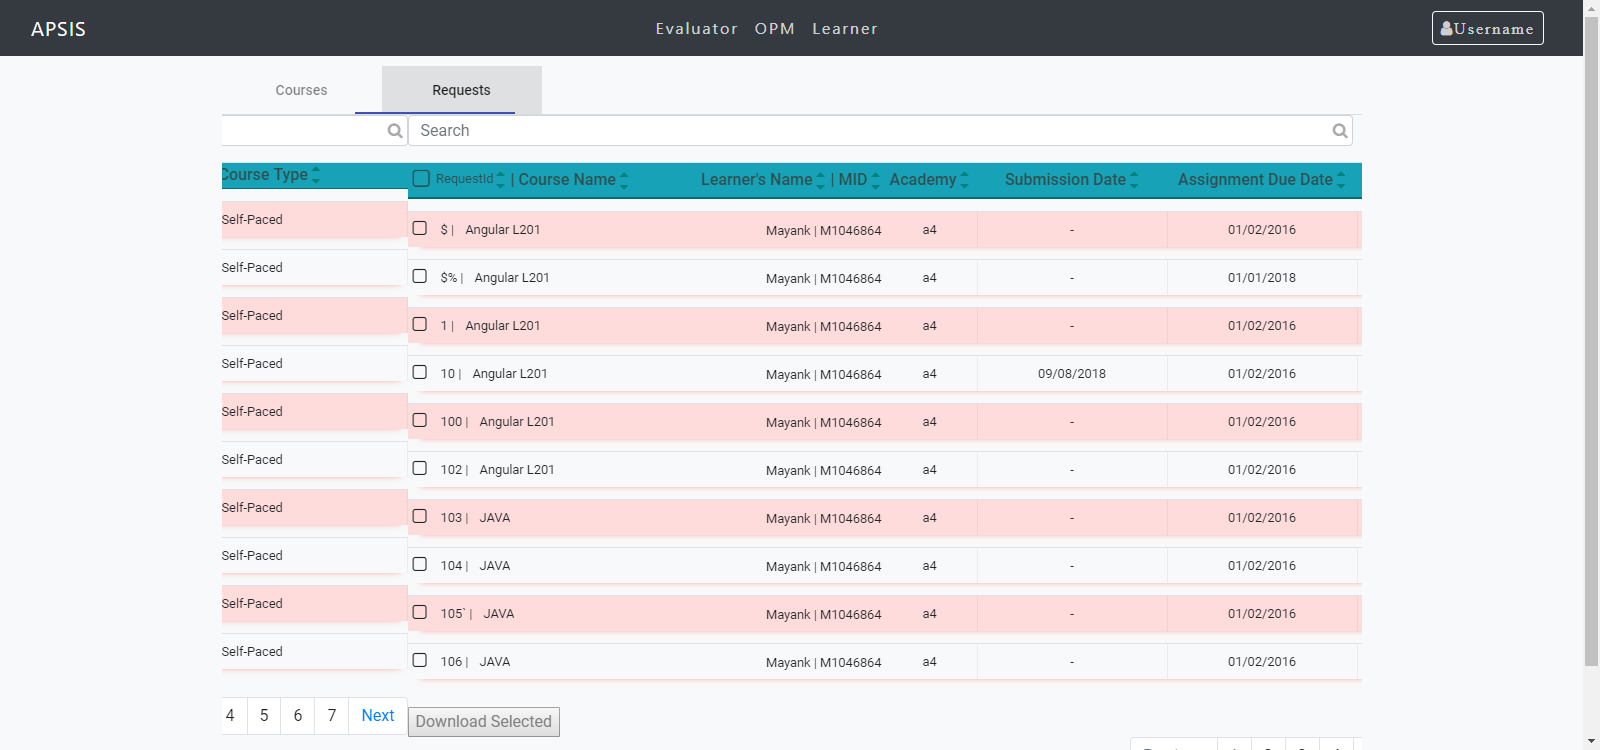 APSIS Evaluator OPM Learner Username
Courses Requests
Search
Course Type RequestId | Course Name Learner's Name | MID Academy Submission Date Assignment Due Date
Self-Paced $ | Angular L201 Mayank | M1046864 a4 - 01/02/2016
Self-Paced $% | Angular L201 Mayank | M1046864 a4 - 01/01/2018
Self-Paced 1 | Angular L201 Mayank | M1046864 a4 - 01/02/2016
Self-Paced 10 | Angular L201 Mayank | M1046864 a4 09/08/2018 01/02/2016
Self-Paced 100 | Angular L201 Mayank | M1046864 a4 - 01/02/2016
Self-Paced 102 | Angular L201 Mayank | M1046864 a4 - 01/02/2016
Self-Paced 103 | JAVA Mayank | M1046864 a4 - 01/02/2016
Self-Paced 104 | JAVA Mayank | M1046864 a4 - 01/02/2016
Self-Paced 105` | JAVA Mayank | M1046864 a4 - 01/02/2016
Self-Paced 106 | JAVA Mayank | M1046864 a4 - 01/02/2016
4 5 6 7 Next Download Selected